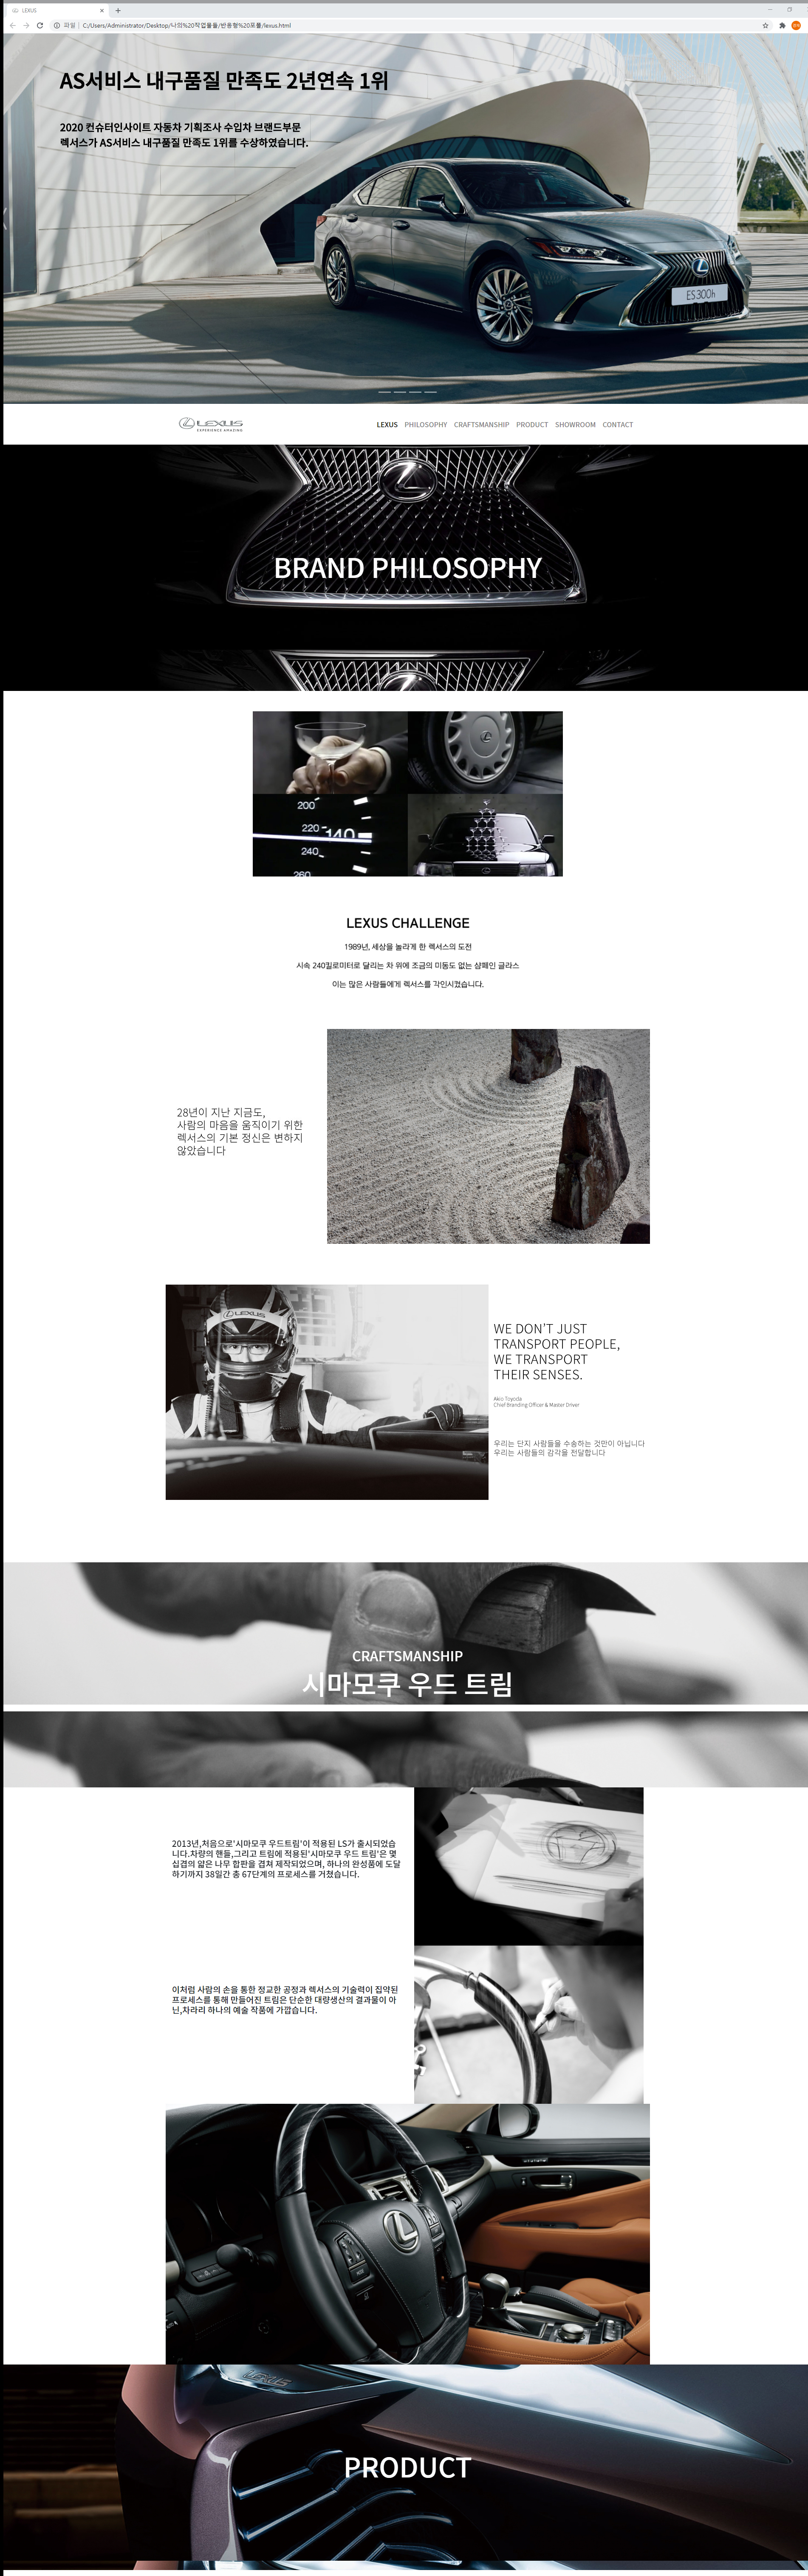 LEXUS
파일
C:/Users/Administrator/Desktop/나의%20작업물들/반응형%20포폴/lexus.html
AS서비스 내구품질 만족도 2년연속 1위
2020 컨슈터인사이트 자동차 기획조사 수입차 브랜드부문
렉서스가 AS서비스 내구품질 만족도 1위를 수상하였습니다.
ES300h
LEXUS
EXPERIENCE AMAZING
LEXUS PHILOSOPHY CRAFTSMANSHIP PRODUCT SHOWROOM CONTACT
BRAND PHILOSOPHY
200
220
140
240
260
LEXUS CHALLENGE
1989년, 세상을 놀라게 한 렉서스의 도전
시속 240킬로미터로 달리는 차 위에 조금의 미동도 없는 샴페인 글라스
이는 많은 사람들에게 렉서스를 각인시켰습니다.
28년이 지난 지금도,
사람의 마음을 움직이기 위한
렉서스의 기본 정신은 변하지
않았습니다
LEXUS
WE DON'T JUST
TRANSPORT PEOPLE,
WE TRANSPORT
THEIR SENSES.
Akio Toyoda
Chief Branding Officer & Master Driver
우리는 단지 사람들을 수송하는 것만이 아닙니다
우리는 사람들의 감각을 전달합니다
CRAFTSMANSHIP
시마모쿠 우드 트림
2013년,처음으로'시마모쿠 우드트림'이 적용된 LS가 출시되었습
니다.차량의 핸들,그리고 트림에 적용된'시마모쿠 우드 트림'은 몇
십겹의 얇은 나무 합판을 겹쳐 제작되었으며, 하나의 완성품에 도달
하기까지 38일간 총 67단계의 프로세스를 거쳤습니다.
이처럼 사람의 손을 통한 정교한 공정과 렉서스의 기술력이 집약된
프로세스를 통해 만들어진 트림은 단순한 대량생산의 결과물이 아
닌,차라리 하나의 예술 작품에 가깝습니다.
LEXUS
PRODUCT